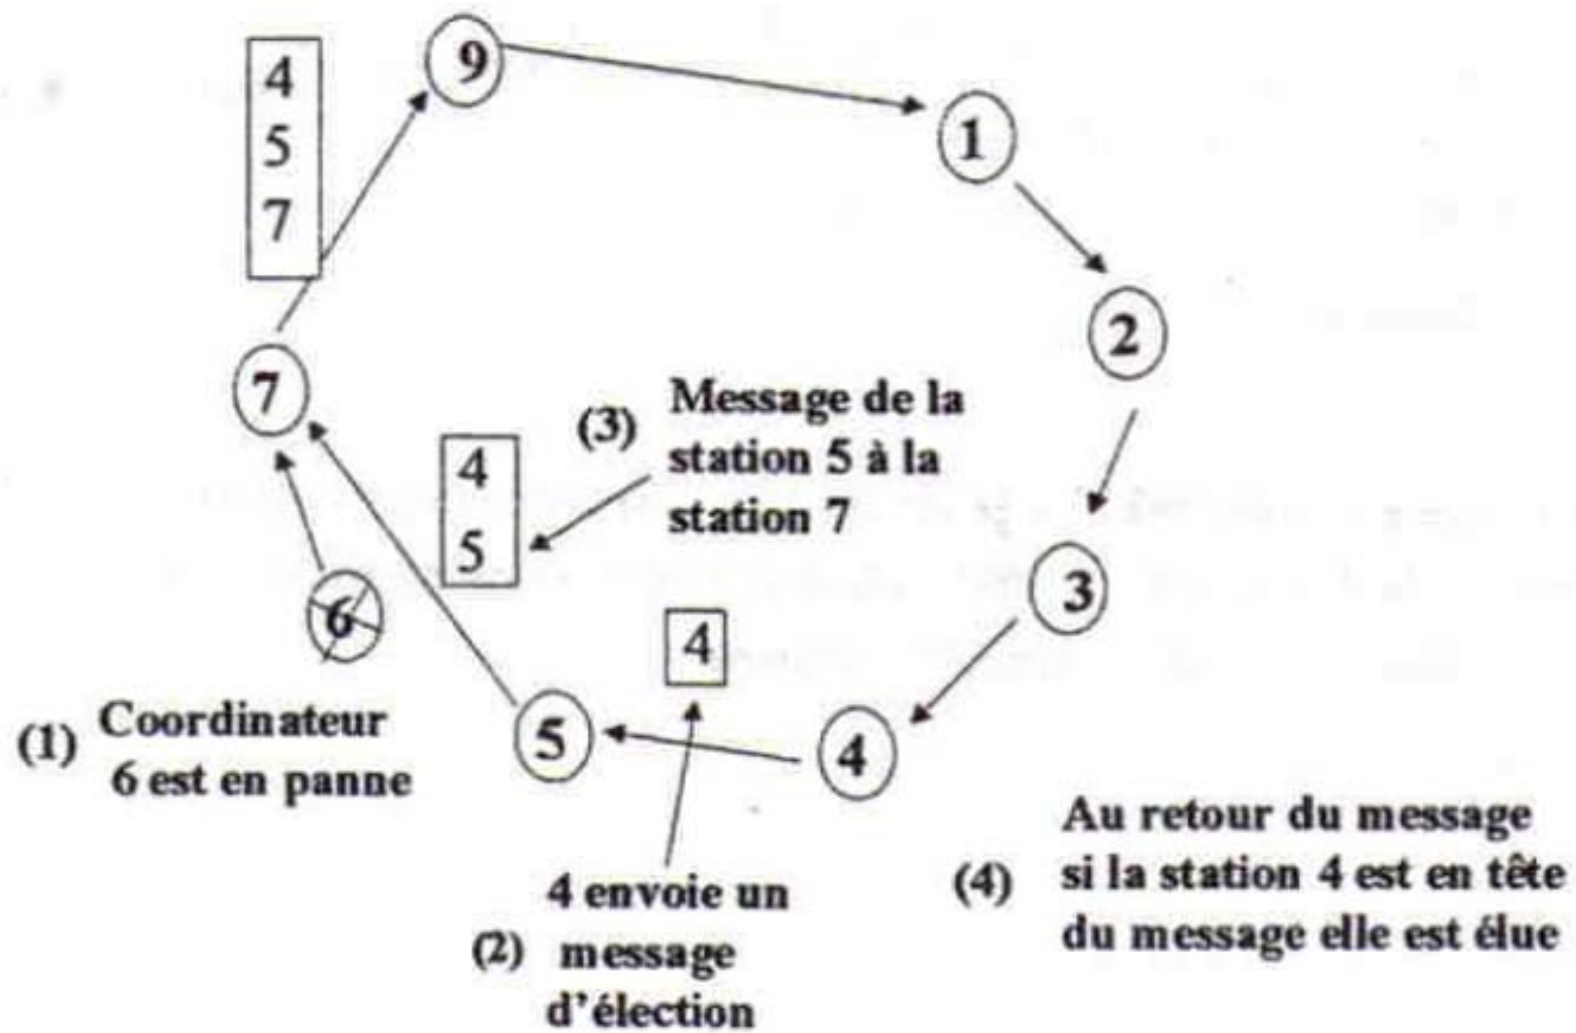 9
4
5
7
1
2
7
(3) Message de la
station 5 à la
station 7
4
5
3
6
4
5
4
(1) Coordinateur
6 est en panne
(2) 4 envoie un
message
d'élection
(4) Au retour du message
si la station 4 est en tête
du message elle est élue